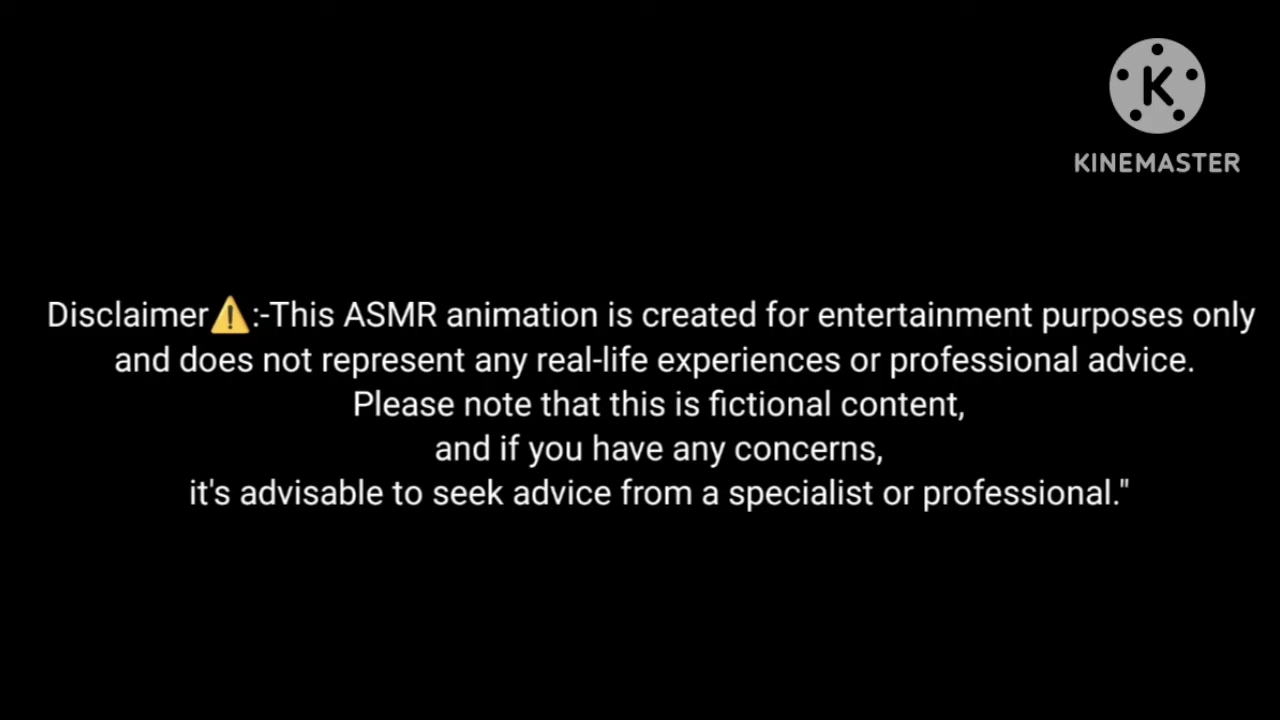 K
KINEMASTER
Disclaimer⚠️:-This ASMR animation is created for entertainment purposes only
and does not represent any real-life experiences or professional advice.
Please note that this is fictional content,
and if you have any concerns,
it's advisable to seek advice from a specialist or professional."